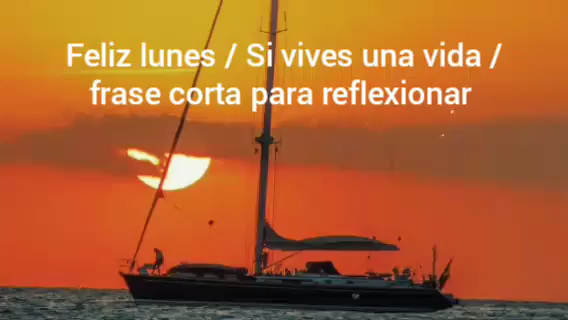 Feliz lunes / Si vives una vida /
frase corta para reflexionar